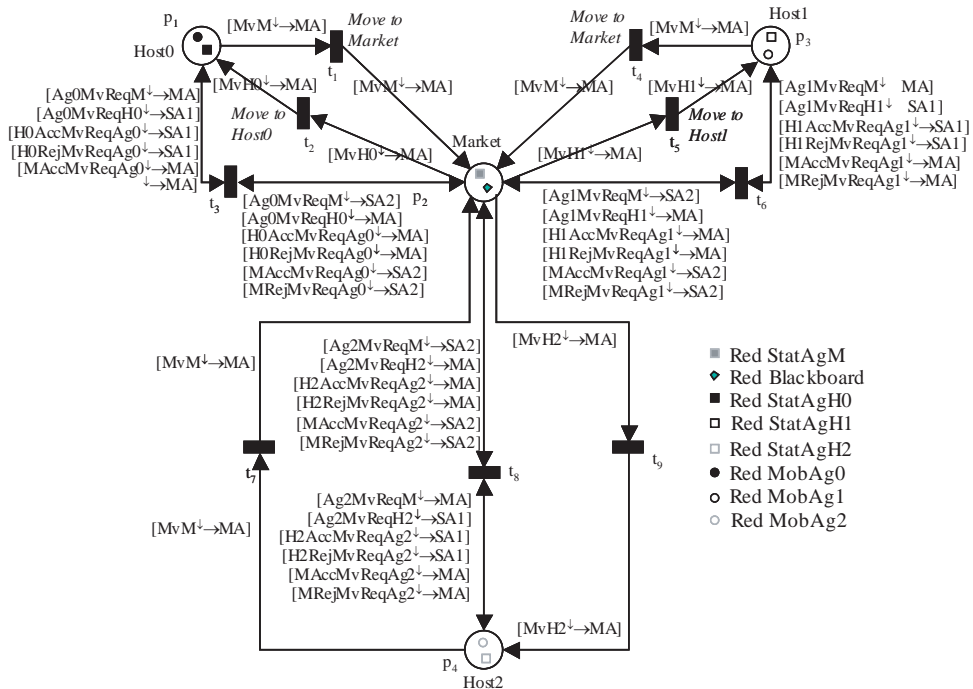 p1
Host0
[MvM↓→MA]
Move to
Market
t1
[MvM↓→MA]
[MvH0↓→MA]
Move to
Host0
t2
[MvH0↓→MA]
Move to
Market
t4
[MvM↓→MA]
Host1
p3
[MvM↓→MA]
[MvH1↓→MA]
Move to
Host1
t5
[MvH1↓→MA]
Market
p2
[Ag0MvReqM↓→MA]
[Ag0MvReqH0↓→SA1]
[H0AccMvReqAg0↓→SA1]
[H0RejMvReqAg0↓→SA1]
[MAccMvReqAg0↓→MA]
↓→MA]
t3
[Ag0MvReqM↓→SA2]
[Ag0MvReqH0↓→MA]
[H0AccMvReqAg0↓→MA]
[H0RejMvReqAg0↓→MA]
[MAccMvReqAg0↓→SA2]
[MRejMvReqAg0↓→SA2]
[Ag1MvReqM↓ MA]
[Ag1MvReqH1↓ SA1]
[H1AccMvReqAg1↓→SA1]
[H1RejMvReqAg1↓→SA1]
[MAccMvReqAg1↓→MA]
[MRejMvReqAg1↓→MA]
t6
[Ag1MvReqM↓→SA2]
[Ag1MvReqH1↓→MA]
[H1AccMvReqAg1↓→MA]
[H1RejMvReqAg1↓→MA]
[MAccMvReqAg1↓→SA2]
[MRejMvReqAg1↓→SA2]
[MvM↓→MA]
t7
[MvM↓→MA]
[Ag2MvReqM↓→SA2]
[Ag2MvReqH2↓→MA]
[H2AccMvReqAg2↓→MA]
[H2RejMvReqAg2↓→MA]
[MAccMvReqAg2↓→SA2]
[MRejMvReqAg2↓→SA2]
t8
[Ag2MvReqM↓→MA]
[Ag2MvReqH2↓→SA1]
[H2AccMvReqAg2↓→SA1]
[H2RejMvReqAg2↓→SA1]
[MAccMvReqAg2↓→MA]
[MRejMvReqAg2↓→MA]
[MvH2↓→MA]
t9
[MvH2↓→MA]
p4
Host2
Red StatAgM
Red Blackboard
Red StatAgH0
Red StatAgH1
Red StatAgH2
Red MobAg0
Red MobAg1
Red MobAg2